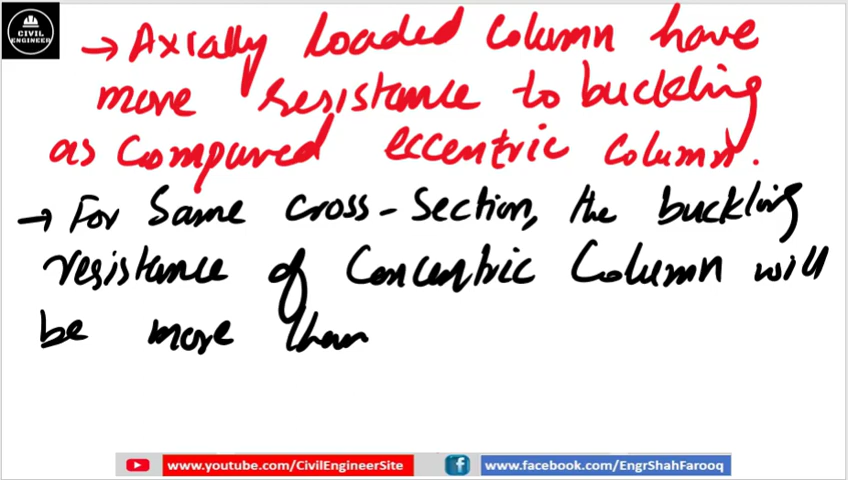 CIVIL
ENGINEER
→ Axially loaded column have
more resistance to buckling
as compared eccentric column.
→ For same cross-section, the buckling
resistance of concentric column will
be more than
www.youtube.com/CivilEngineerSite
www.facebook.com/EngrShahFarooq